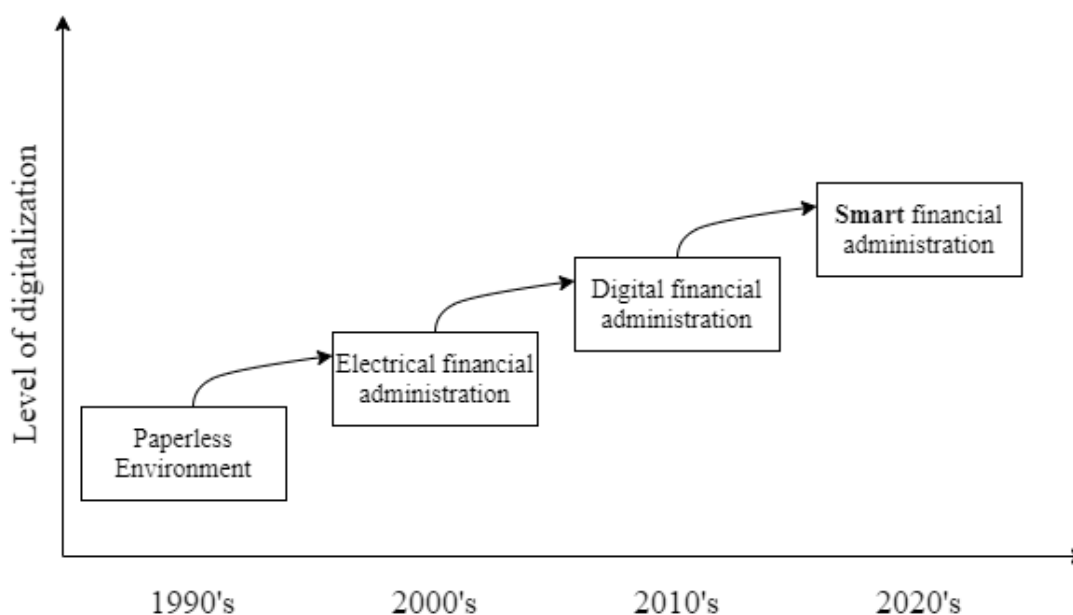 Level of digitalization
Smart financial
administration
Digital financial
administration
Electrical financial
administration
Paperless
Environment
1990's
2000's
2010's
2020's